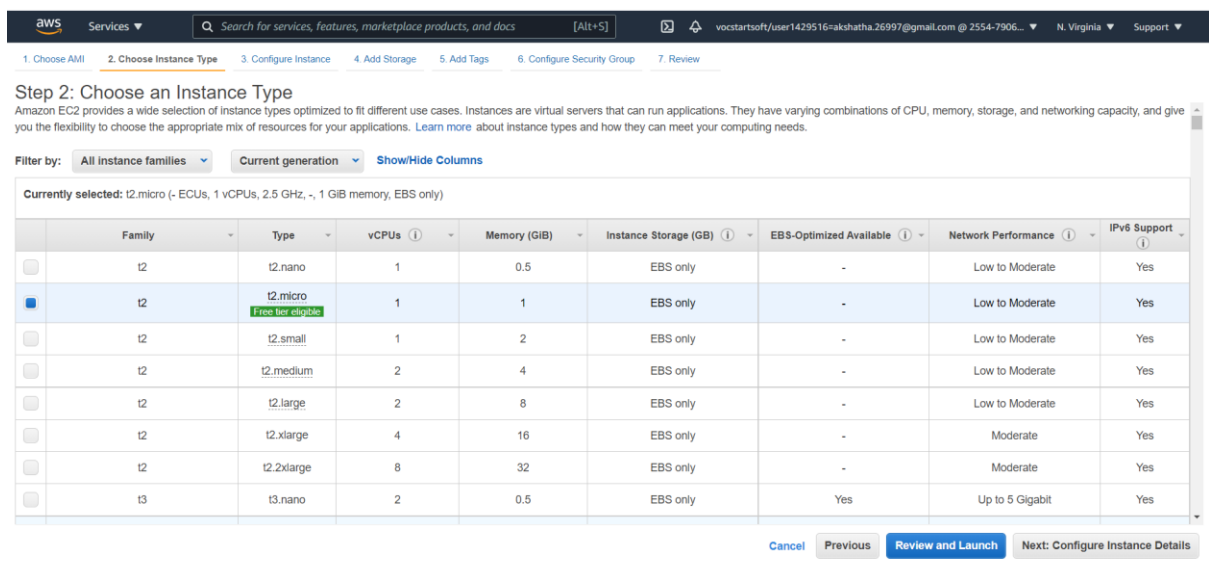 aws Services ▼ Search for services, features, marketplace products, and docs [Alt+S] vocstartsoft/user1429516=akshatha.26997@gmail.com @ 2554-7906... ▼ N. Virginia ▼ Support ▼
1. Choose AMI 2. Choose Instance Type 3. Configure Instance 4. Add Storage 5. Add Tags 6. Configure Security Group 7. Review
Step 2: Choose an Instance Type
Amazon EC2 provides a wide selection of instance types optimized to fit different use cases. Instances are virtual servers that can run applications. They have varying combinations of CPU, memory, storage, and networking capacity, and give
you the flexibility to choose the appropriate mix of resources for your applications. Learn more about instance types and how they can meet your computing needs.
Filter by: All instance families Current generation Show/Hide Columns
Currently selected: t2.micro (- ECUs, 1 vCPUs, 2.5 GHz, -, 1 GiB memory, EBS only)
Family Type vCPUs Memory (GiB) Instance Storage (GB) EBS-Optimized Available Network Performance IPv6 Support
t2 t2.nano 1 0.5 EBS only - Low to Moderate Yes
t2 t2.micro 1 1 EBS only - Low to Moderate Yes
Free tier eligible
t2 t2.small 1 2 EBS only - Low to Moderate Yes
t2 t2.medium 2 4 EBS only - Low to Moderate Yes
t2 t2.large 2 8 EBS only - Low to Moderate Yes
t2 t2.xlarge 4 16 EBS only - Moderate Yes
t2 t2.2xlarge 8 32 EBS only - Moderate Yes
t3 t3.nano 2 0.5 EBS only Yes Up to 5 Gigabit Yes
Cancel Previous Review and Launch Next: Configure Instance Details